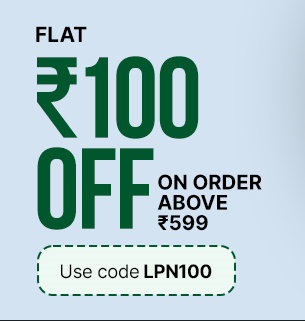 FLAT
₹100
OFF
ON ORDER
ABOVE
₹599
Use code LPN100